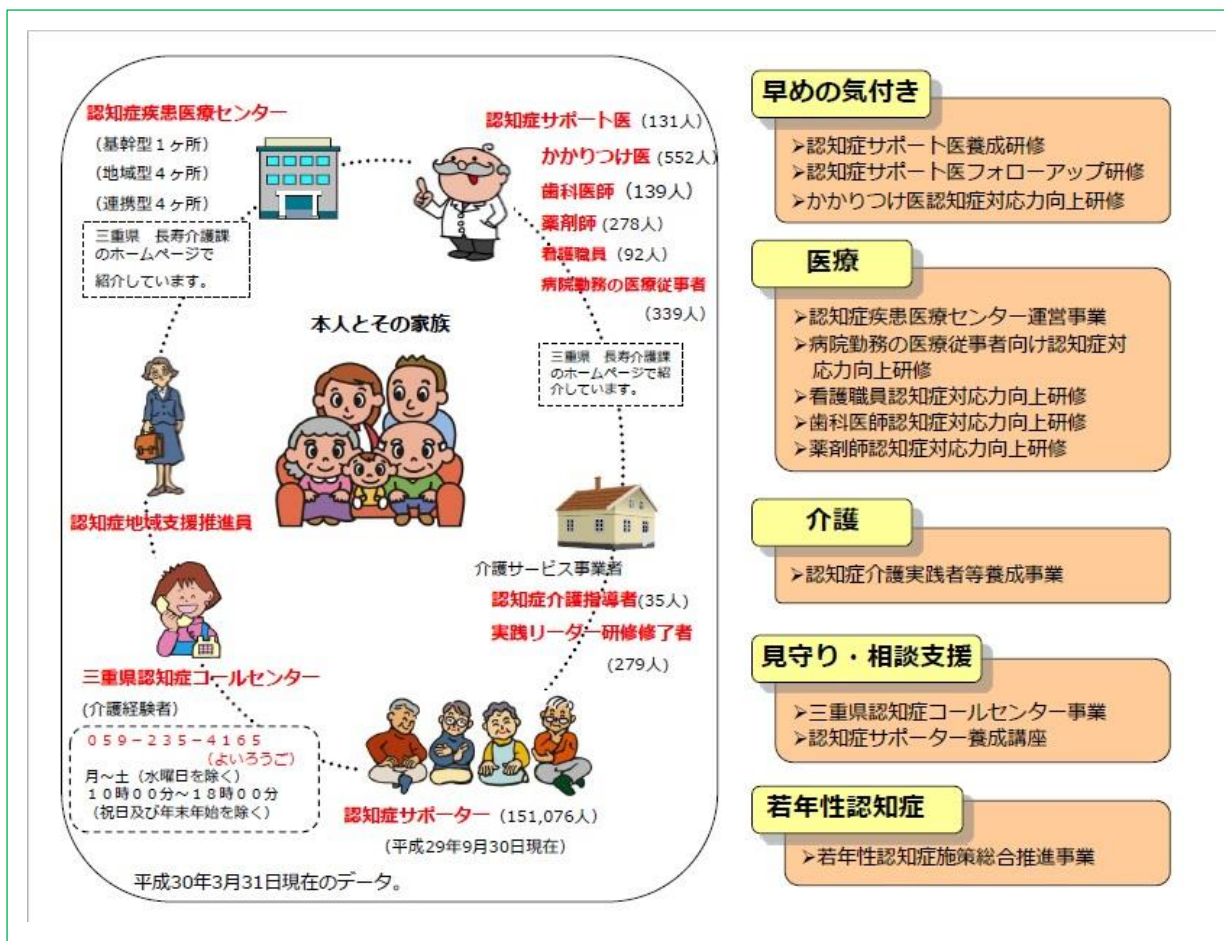 認知症疾患医療センター
（基幹型１ヶ所）
（地域型４ヶ所）
（連携型４ヶ所）
三重県　長寿介護課
のホームページで
紹介しています。
認知症サポート医（131人）
かかりつけ医（552人）
歯科医師（139人）
薬剤師（278人）
看護職員（92人）
病院勤務の医療従事者
（339人）
三重県　長寿介護課
のホームページで紹
介しています。
本人とその家族
認知症地域支援推進員
介護サービス事業者
認知症介護指導者(35人）
実践リーダー研修修了者
（279人）
三重県認知症コールセンター
(介護経験者）
０５９－２３５－４１６５
（よいろうご）
月～土（水曜日を除く）
１０時００分～１８時００分
（祝日及び年末年始を除く）
認知症サポーター（151,076人）
（平成29年9月30日現在）
平成30年3月31日現在のデータ。
早めの気付き
➢認知症サポート医養成研修
➢認知症サポート医フォローアップ研修
➢かかりつけ医認知症対応力向上研修
医療
➢認知症疾患医療センター運営事業
➢病院勤務の医療従事者向け認知症対
応力向上研修
➢看護職員認知症対応力向上研修
➢歯科医師認知症対応力向上研修
➢薬剤師認知症対応力向上研修
介護
➢認知症介護実践者等養成事業
見守り・相談支援
➢三重県認知症コールセンター事業
➢認知症サポーター養成講座
若年性認知症
➢若年性認知症施策総合推進事業